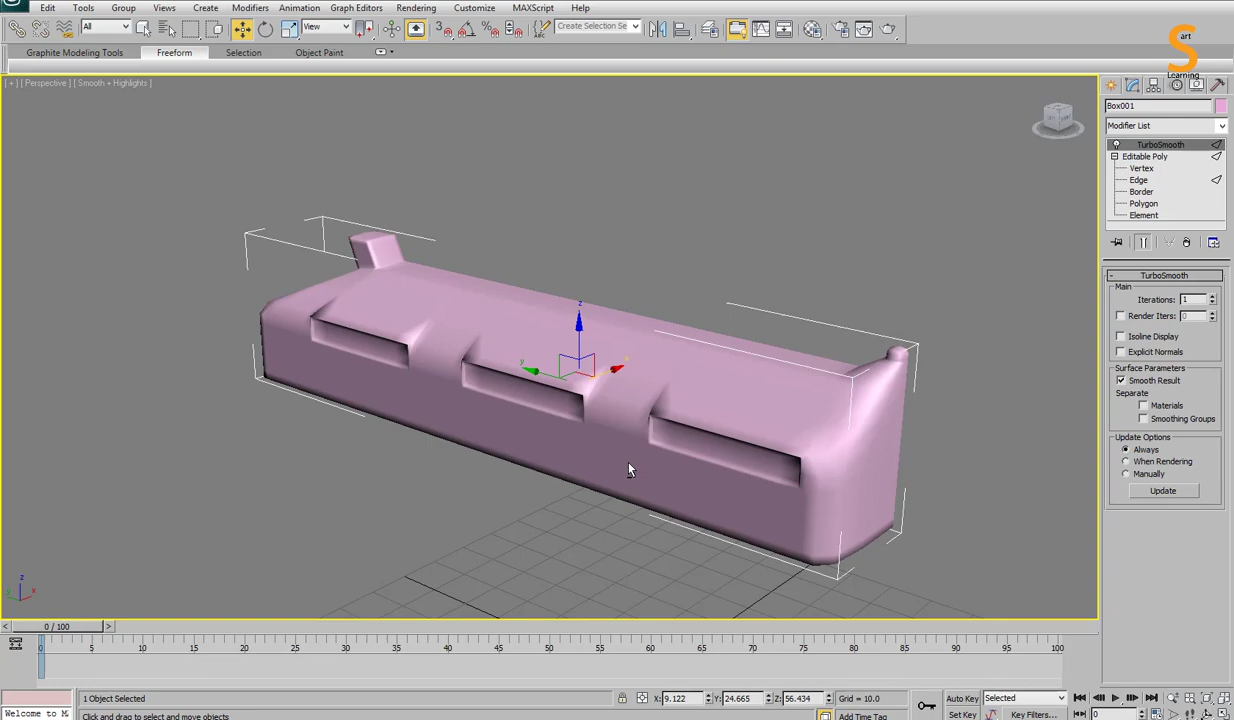 Edit Tools Group Views Create Modifiers Animation Graph Editors Rendering Customize MAXScript Help
All View Create Selection Se
Graphite Modeling Tools Freeform Selection Object Paint
art
S
Learning
[ + ] [ Perspective ] [ Smooth + Highlights ]
Box001
Modifier List
TurboSmooth
Editable Poly
Vertex
Edge
Border
Polygon
Element
z
y
x
- TurboSmooth
Main
Iterations: 1
Render Iters: 0
Isoline Display
Explicit Normals
Surface Parameters
Smooth Result
Separate
Materials
Smoothing Groups
Update Options
Always
When Rendering
Manually
Update
z
y x
< 0 / 100 >
0 5 10 15 20 25 30 35 40 45 50 55 60 65 70 75 80 85 90 95 100
1 Object Selected X: 9.122 Y: 24.665 Z: 56.434 Grid = 10.0 Auto Key Selected
Welcome to M Click and drag to select and move objects Add Time Tag Set Key Key Filters... 0